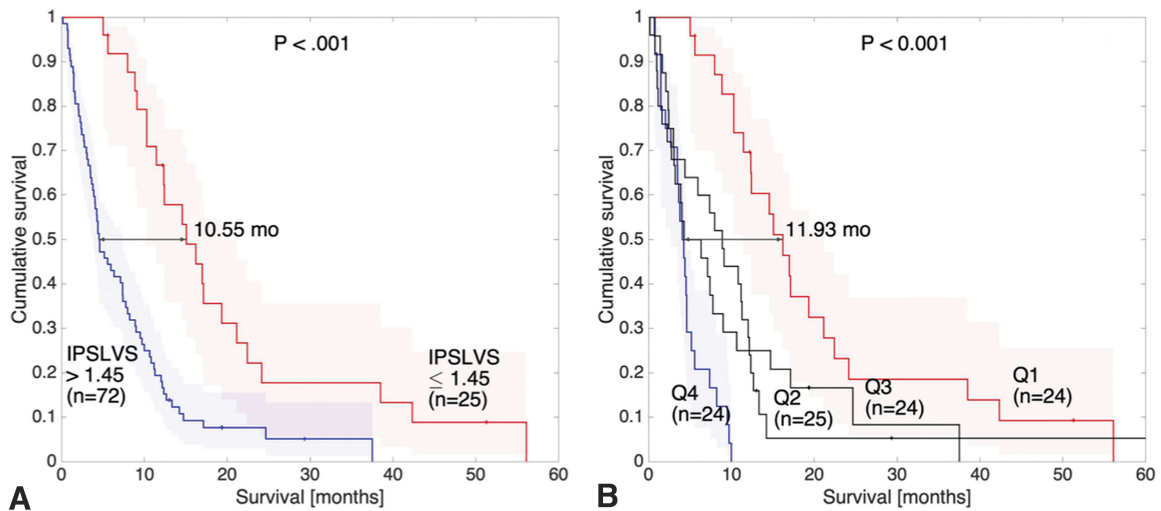 P < .001
10.55 mo
IPSLVS
> 1.45
(n=72)
IPSLVS
≤ 1.45
(n=25)
Cumulative survival
1
0.9
0.8
0.7
0.6
0.5
0.4
0.3
0.2
0.1
0
0 10 20 30 40 50 60
Survival [months]
A
P < 0.001
11.93 mo
Q4
(n=24)
Q2
(n=25)
Q3
(n=24)
Q1
(n=24)
Cumulative survival
1
0.9
0.8
0.7
0.6
0.5
0.4
0.3
0.2
0.1
0
0 10 20 30 40 50 60
Survival [months]
B